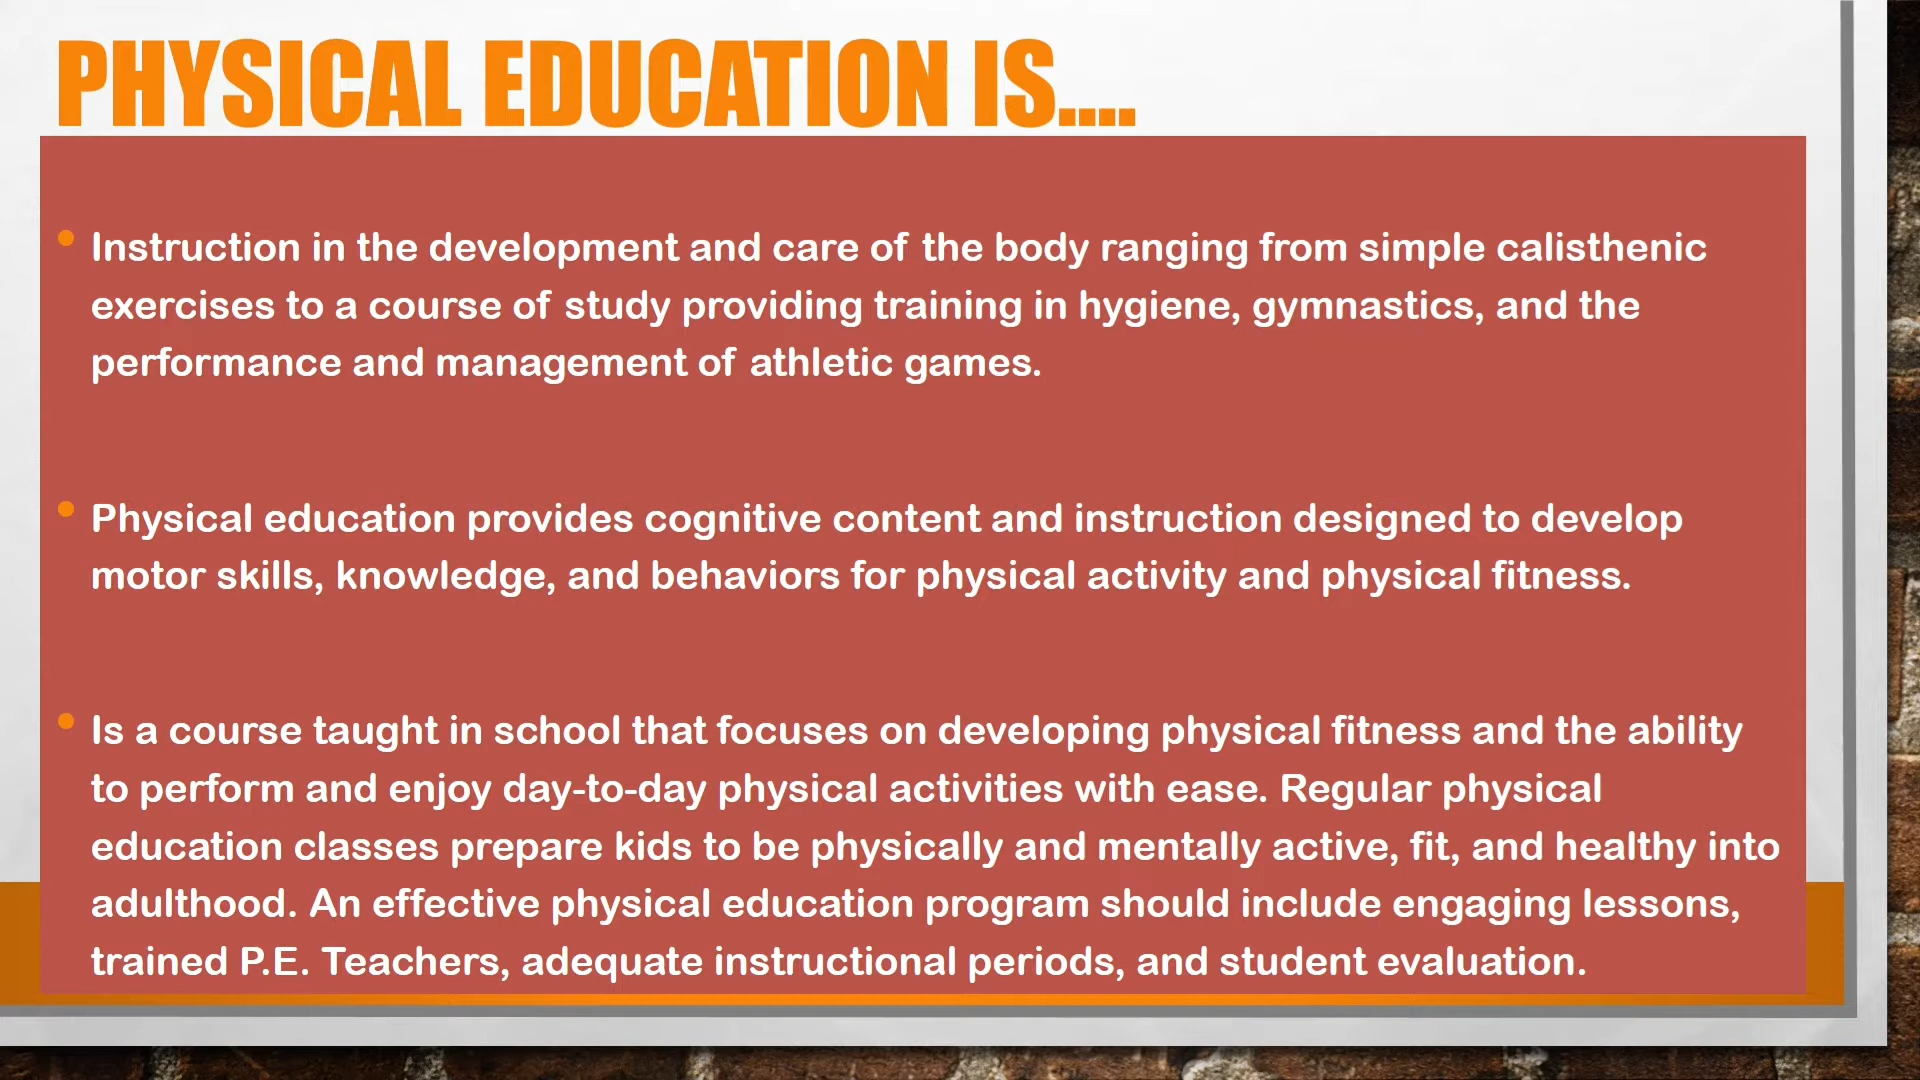 PHYSICAL EDUCATION IS....
• Instruction in the development and care of the body ranging from simple calisthenic
exercises to a course of study providing training in hygiene, gymnastics, and the
performance and management of athletic games.
• Physical education provides cognitive content and instruction designed to develop
motor skills, knowledge, and behaviors for physical activity and physical fitness.
• Is a course taught in school that focuses on developing physical fitness and the ability
to perform and enjoy day-to-day physical activities with ease. Regular physical
education classes prepare kids to be physically and mentally active, fit, and healthy into
adulthood. An effective physical education program should include engaging lessons,
trained P.E. Teachers, adequate instructional periods, and student evaluation.